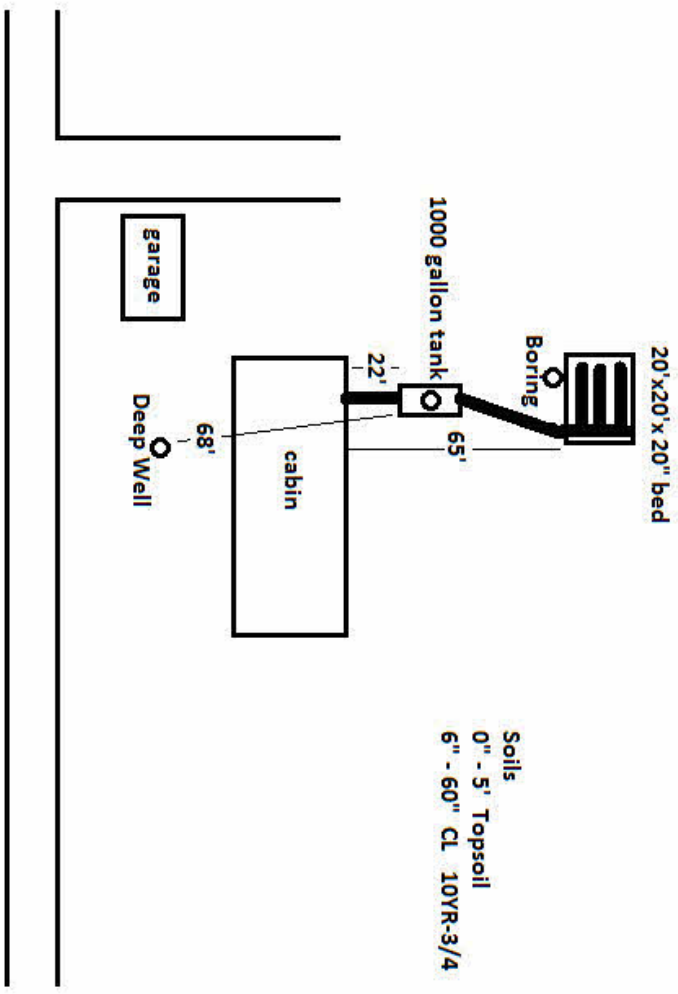 20'x20'x 20" bed
Boring
1000 gallon tank
22'
65'
garage
cabin
68'
Deep Well
Soils
0" - 5' Topsoil
6" - 60" CL 10YR-3/4